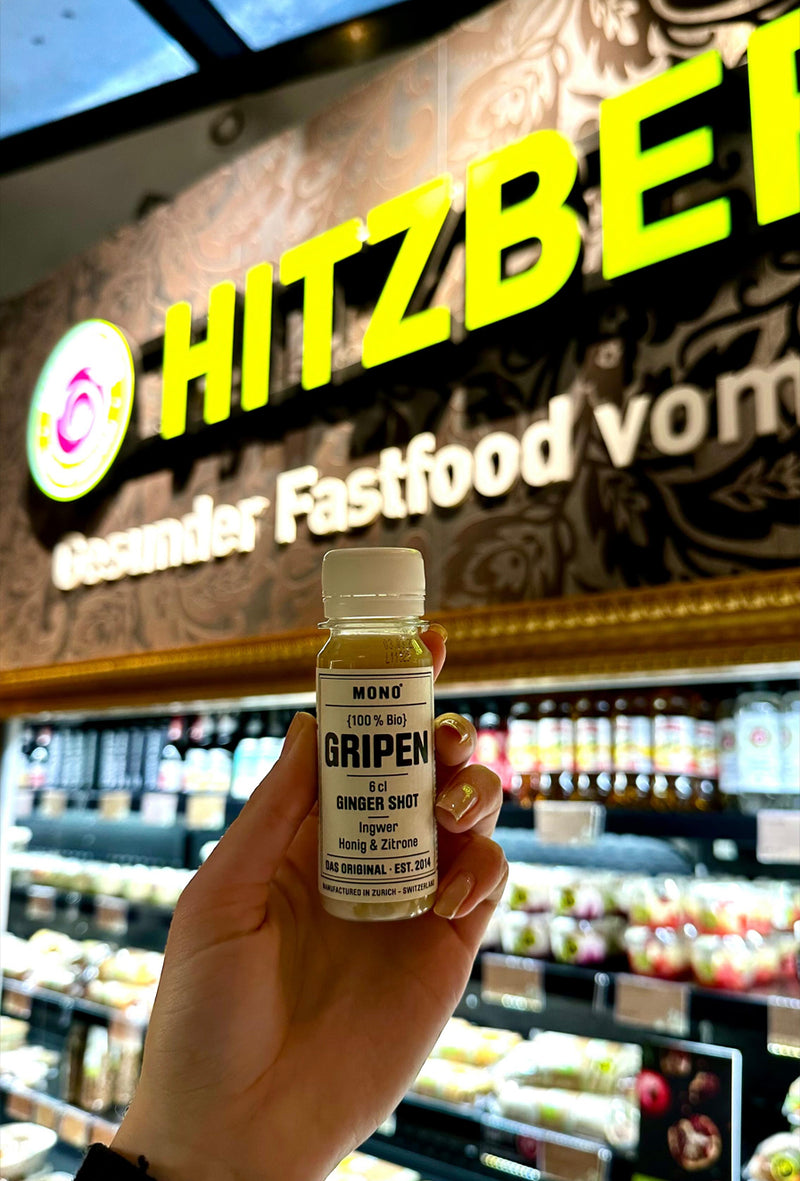 HITZBE
Gesunder Fastfood vom
MONO
{100 % Bio}
GRIPEN
6 cl
GINGER SHOT
Ingwer
Honig & Zitrone
DAS ORIGINAL · EST. 2014
MANUFACTURED IN ZURICH – SWITZERLAND